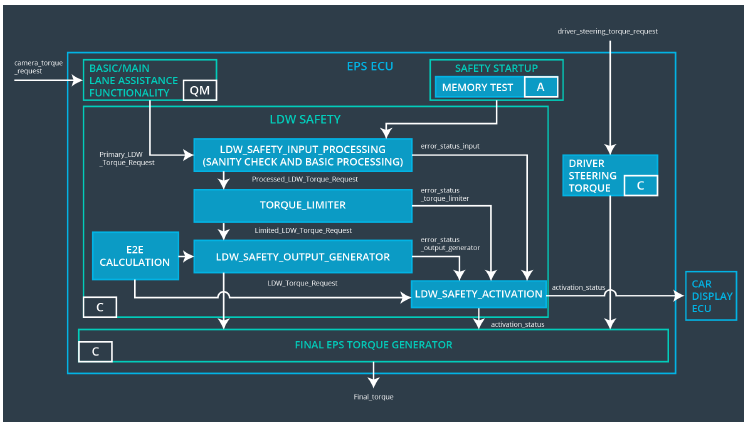 driver_steering_torque_request
camera_torque
_request
EPS ECU
BASIC/MAIN
LANE ASSISTANCE
FUNCTIONALITY
QM
SAFETY STARTUP
MEMORY TEST
A
LDW SAFETY
Primary_LDW
_Torque_Request
LDW_SAFETY_INPUT_PROCESSING
(SANITY CHECK AND BASIC PROCESSING)
error_status_input
DRIVER
STEERING
TORQUE
C
Processed_LDW_Torque_Request
TORQUE_LIMITER
error_status
_torque_limiter
Limited_LDW_Torque_Request
E2E
CALCULATION
LDW_SAFETY_OUTPUT_GENERATOR
error_status
_output_generator
LDW_Torque_Request
LDW_SAFETY_ACTIVATION
activation_status
CAR
DISPLAY
ECU
C
activation_status
C
FINAL EPS TORQUE GENERATOR
Final_torque